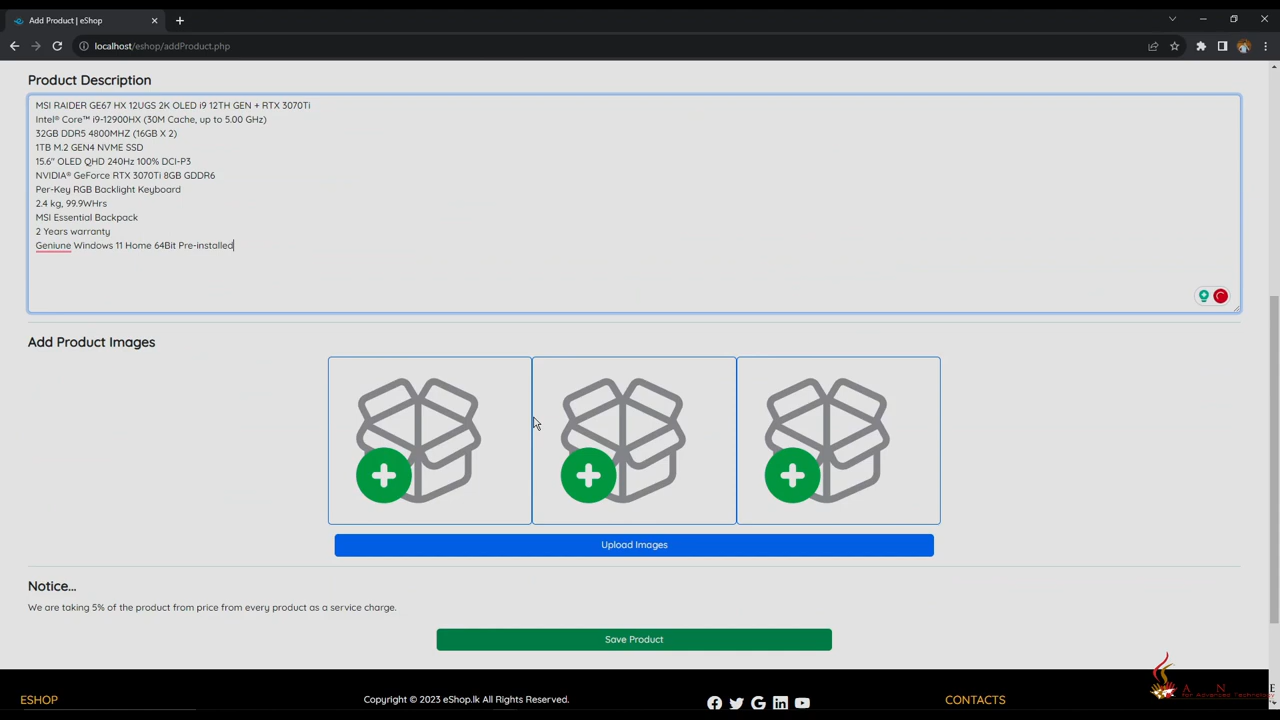 Add Product | eShop
localhost/eshop/addProduct.php
Product Description
MSI RAIDER GE67 HX 12UGS 2K OLED i9 12TH GEN + RTX 3070Ti
Intel® Core™ i9-12900HX (30M Cache, up to 5.00 GHz)
32GB DDR5 4800MHZ (16GB X 2)
1TB M.2 GEN4 NVME SSD
15.6" OLED QHD 240Hz 100% DCI-P3
NVIDIA® GeForce RTX 3070Ti 8GB GDDR6
Per-Key RGB Backlight Keyboard
2.4 kg, 99.9WHrs
MSI Essential Backpack
2 Years warranty
Geniune Windows 11 Home 64Bit Pre-installed
Add Product Images
Upload Images
Notice...
We are taking 5% of the product from price from every product as a service charge.
Save Product
ESHOP
Copyright © 2023 eShop.lk All Rights Reserved.
CONTACTS
for Advanced Technology